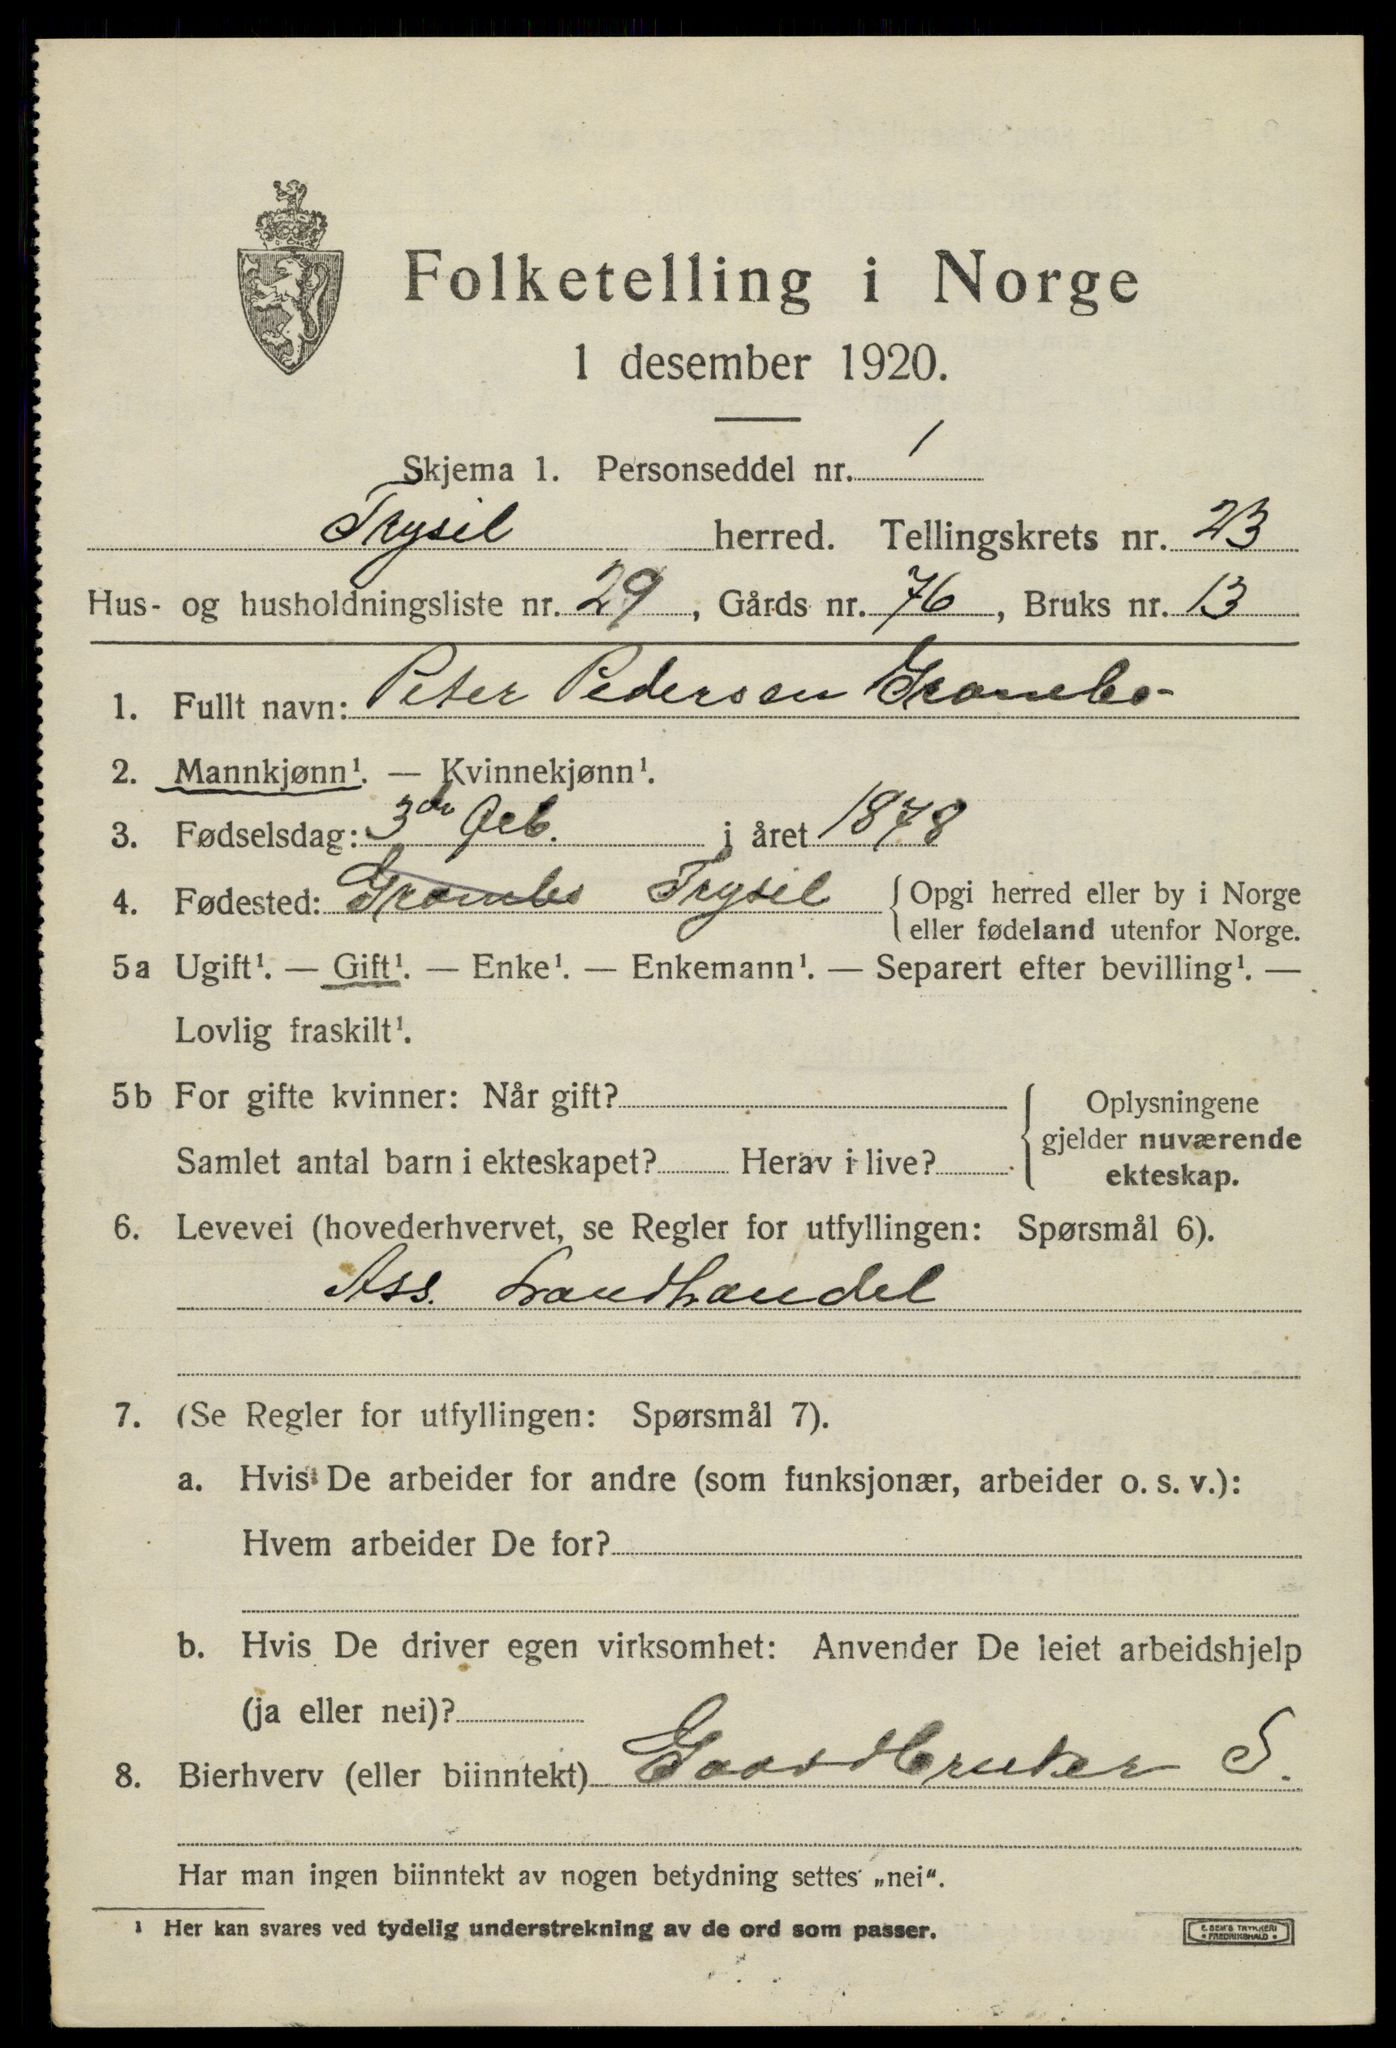 Folketelling i Norge
1 desember 1920.
Skjema 1. Personseddel nr. 1
Trysil herred. Tellingskrets nr. 23
Hus- og husholdningsliste nr. 29, Gårds nr. 76, Bruks nr. 13
1. Fullt navn: Peter Pedersen Grambo
2. Mannkjønn¹. — Kvinnekjønn¹.
3. Fødselsdag: 3de Feb. i året 1878
4. Fødested: Grambo Trysil { Opgi herred eller by i Norge
eller fødeland utenfor Norge.
5a Ugift¹. — Gift¹. — Enke¹. — Enkemann¹. — Separert efter bevilling¹. —
Lovlig fraskilt¹.
5b For gifte kvinner: Når gift? { Oplysningene
gjelder nuværende
Samlet antal barn i ekteskapet? Herav i live?
ekteskap.
6. Levevei (hovederhvervet, se Regler for utfyllingen: Spørsmål 6).
Ass. Landhandel
7. (Se Regler for utfyllingen: Spørsmål 7).
a. Hvis De arbeider for andre (som funksjonær, arbeider o. s. v.):
Hvem arbeider De for?
b. Hvis De driver egen virksomhet: Anvender De leiet arbeidshjelp
(ja eller nei)?
8. Bierhverv (eller biinntekt) Gaardbruker S.
Har man ingen biinntekt av nogen betydning settes „nei“.
¹ Her kan svares ved tydelig understrekning av de ord som passer.
E. SEM'S TRYKKERI
FREDRIKSHALD